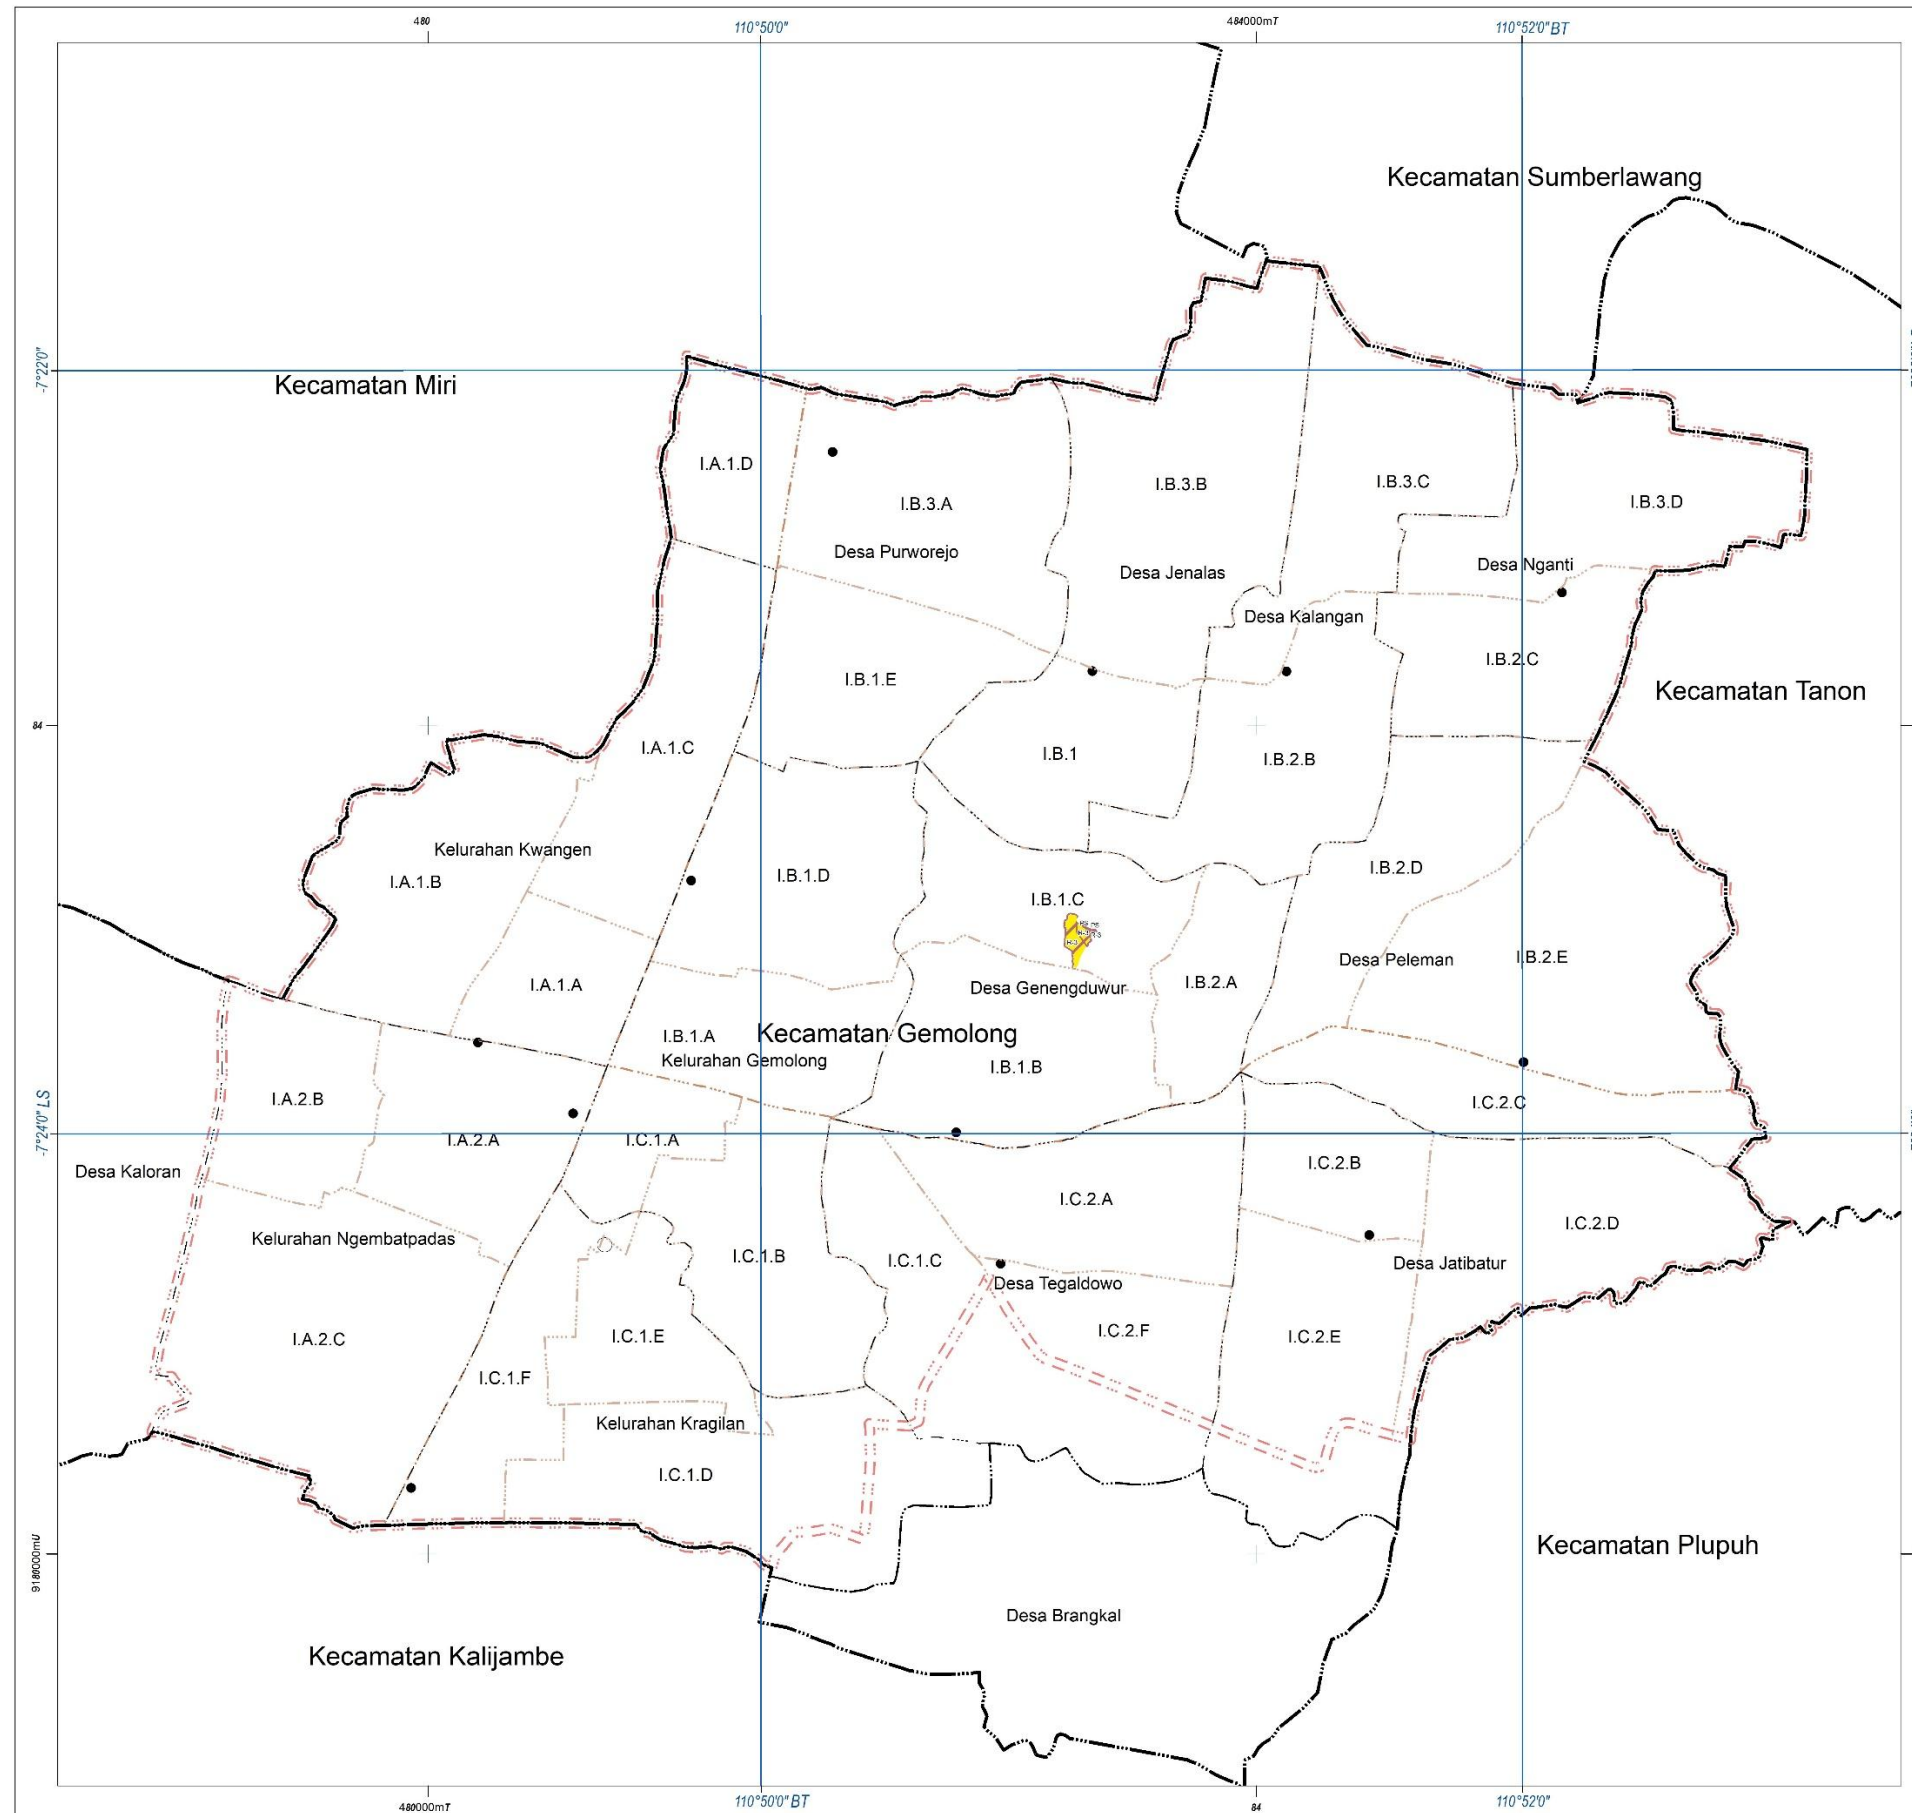 480
110°50'0"
484000mT
110°52'0" BT
Kecamatan Sumberlawang
-7°22'0"
Kecamatan Miri
I.A.1.D
I.B.3.A
I.B.3.B
I.B.3.C
I.B.3.D
Desa Purworejo
Desa Jenalas
Desa Nganti
Desa Kalangan
I.B.1.E
I.B.2.C
Kecamatan Tanon
84
I.A.1.C
I.B.1
I.B.2.B
Kelurahan Kwangen
I.A.1.B
I.B.1.D
I.B.2.D
I.B.1.C
R-3
Desa Peleman
I.B.2.E
I.A.1.A
Desa Genengduwur
I.B.2.A
I.B.1.A
Kecamatan Gemolong
Kelurahan Gemolong
I.B.1.B
I.A.2.B
I.C.2.C
-7°24'0" LS
I.A.2.A
I.C.1.A
Desa Kaloran
I.C.2.B
I.C.2.A
I.C.2.D
Kelurahan Ngembatpadas
I.C.1.B
I.C.1.C
Desa Jatibatur
Desa Tegaldowo
I.A.2.C
I.C.1.E
I.C.2.F
I.C.2.E
I.C.1.F
Kelurahan Kragilan
I.C.1.D
9180000mU
Kecamatan Plupuh
Desa Brangkal
Kecamatan Kalijambe
480000mT
110°50'0" BT
84
110°52'0"